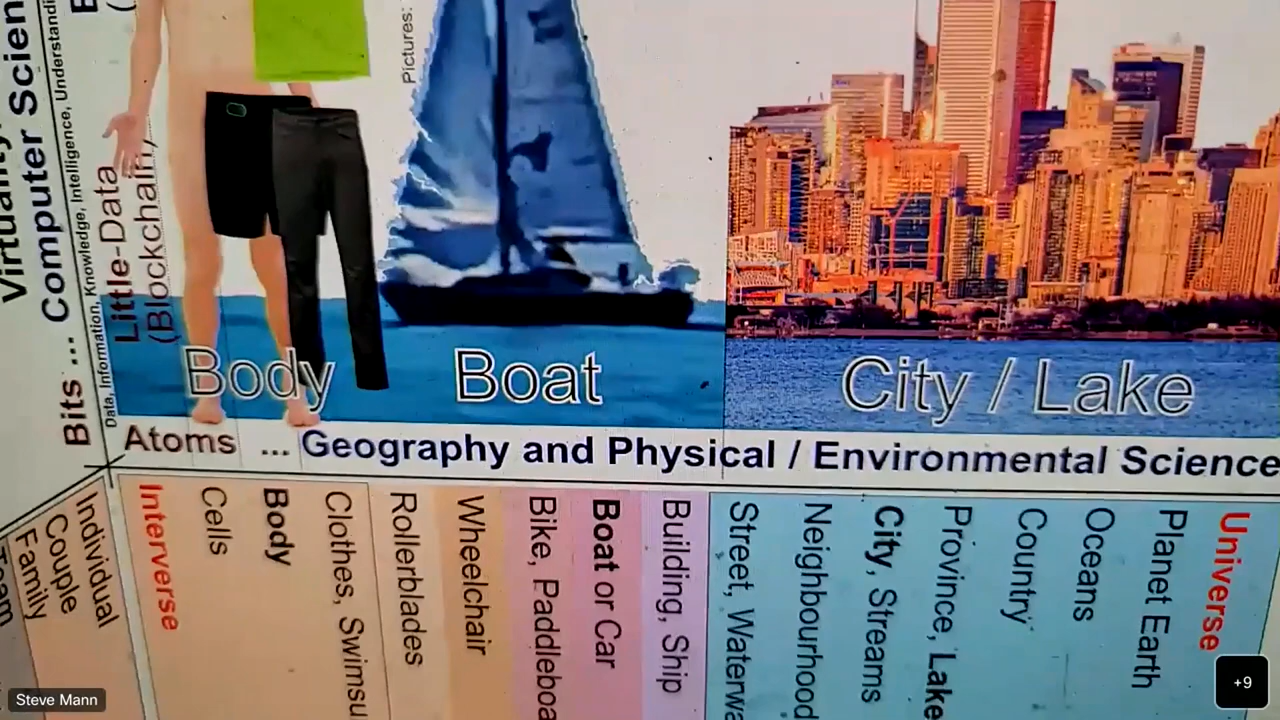 Virtuality
Bits ... Computer Scien
Data, Information, Knowledge, Intelligence, Understandi
Little-Data
(Blockchain)
Pictures:
Body
Boat
City / Lake
Atoms ... Geography and Physical / Environmental Science
Individual
Couple
Family
Team
Interverse
Cells
Body
Clothes, Swimsu
Rollerblades
Wheelchair
Bike, Paddleboa
Boat or Car
Building, Ship
Street, Waterwa
Neighbourhood
City, Streams
Province, Lake
Country
Oceans
Planet Earth
Universe
Steve Mann
+9